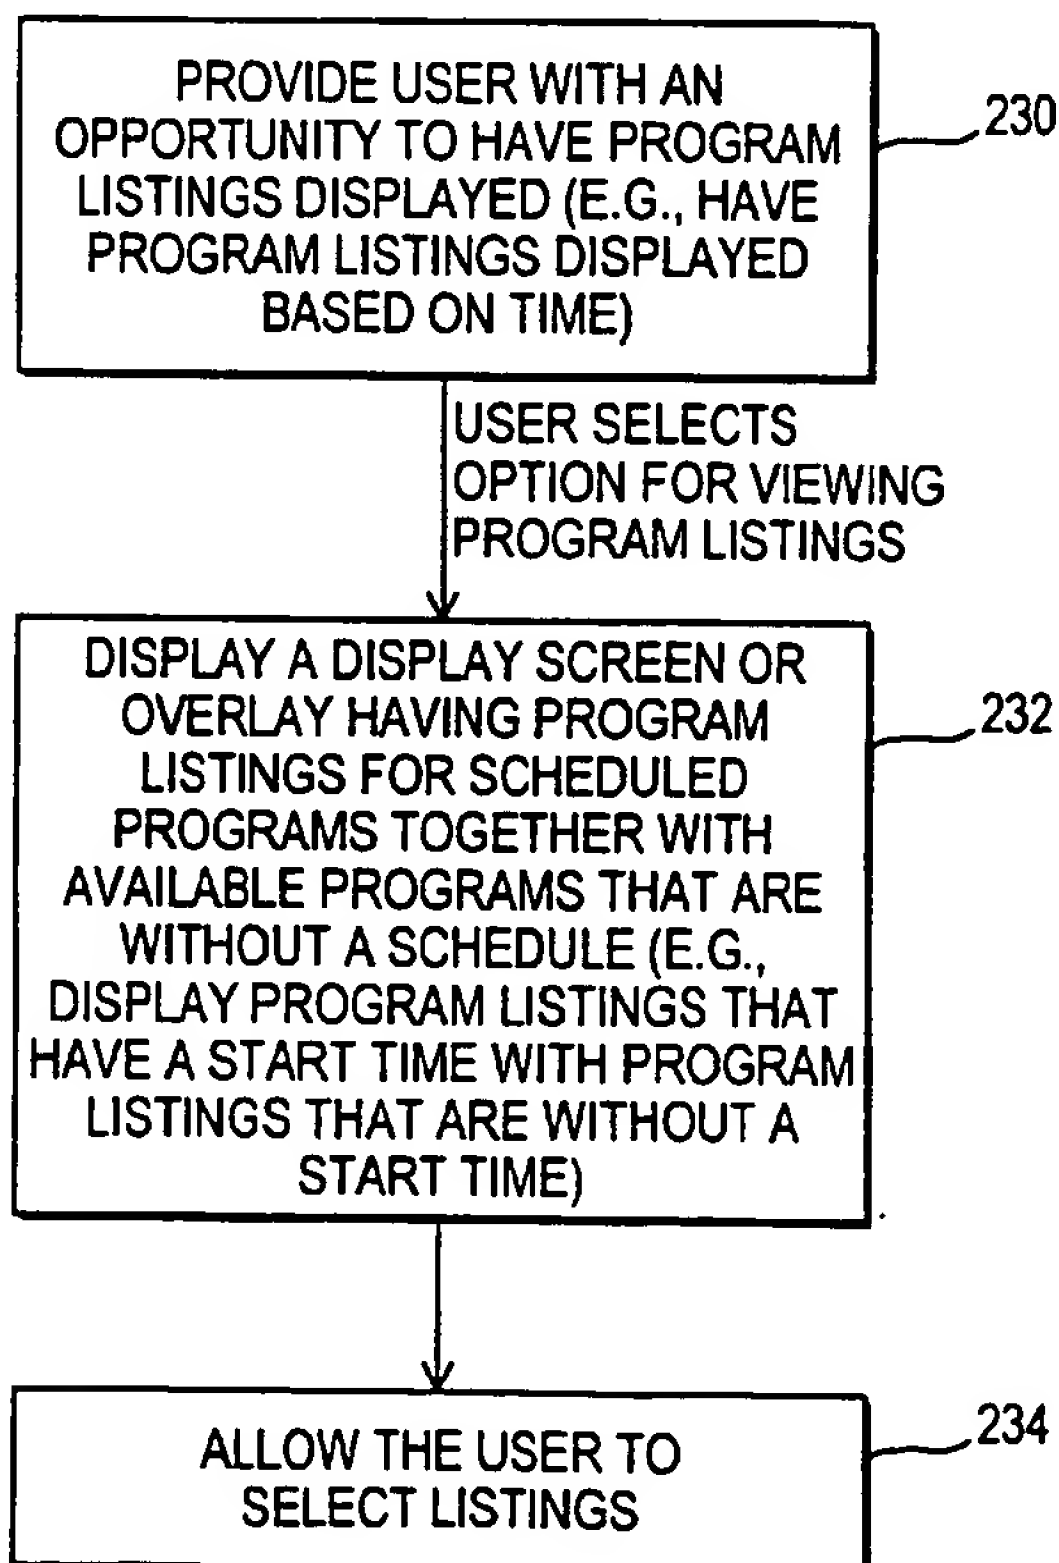 PROVIDE USER WITH AN
OPPORTUNITY TO HAVE PROGRAM
LISTINGS DISPLAYED (E.G., HAVE
PROGRAM LISTINGS DISPLAYED
BASED ON TIME)
230
USER SELECTS
OPTION FOR VIEWING
PROGRAM LISTINGS
DISPLAY A DISPLAY SCREEN OR
OVERLAY HAVING PROGRAM
LISTINGS FOR SCHEDULED
PROGRAMS TOGETHER WITH
AVAILABLE PROGRAMS THAT ARE
WITHOUT A SCHEDULE (E.G.,
DISPLAY PROGRAM LISTINGS THAT
HAVE A START TIME WITH PROGRAM
LISTINGS THAT ARE WITHOUT A
START TIME)
232
ALLOW THE USER TO
SELECT LISTINGS
234